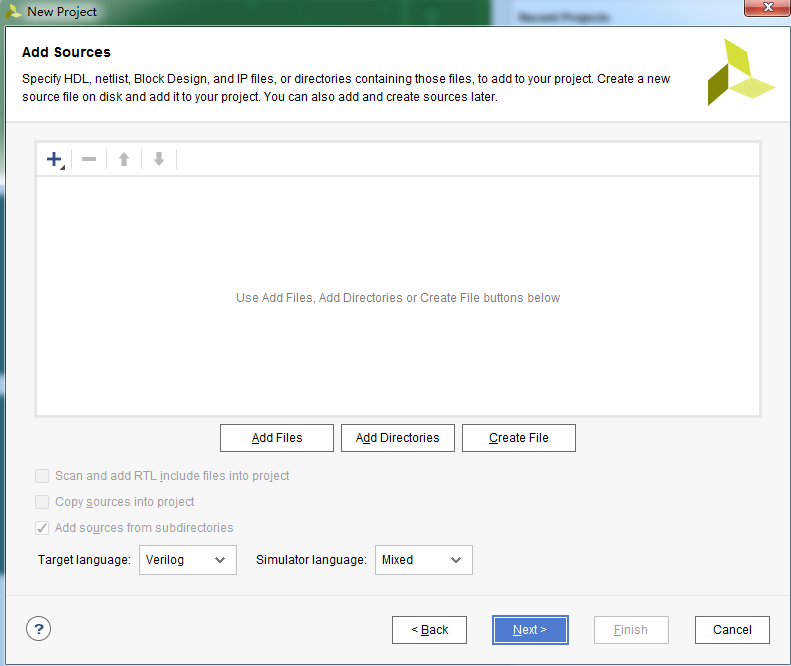 New Project
Recent Projects
Add Sources
Specify HDL, netlist, Block Design, and IP files, or directories containing those files, to add to your project. Create a new
source file on disk and add it to your project. You can also add and create sources later.
Use Add Files, Add Directories or Create File buttons below
Add Files
Add Directories
Create File
Scan and add RTL include files into project
Copy sources into project
Add sources from subdirectories
Target language: Verilog Simulator language: Mixed
?
< Back
Next >
Finish
Cancel